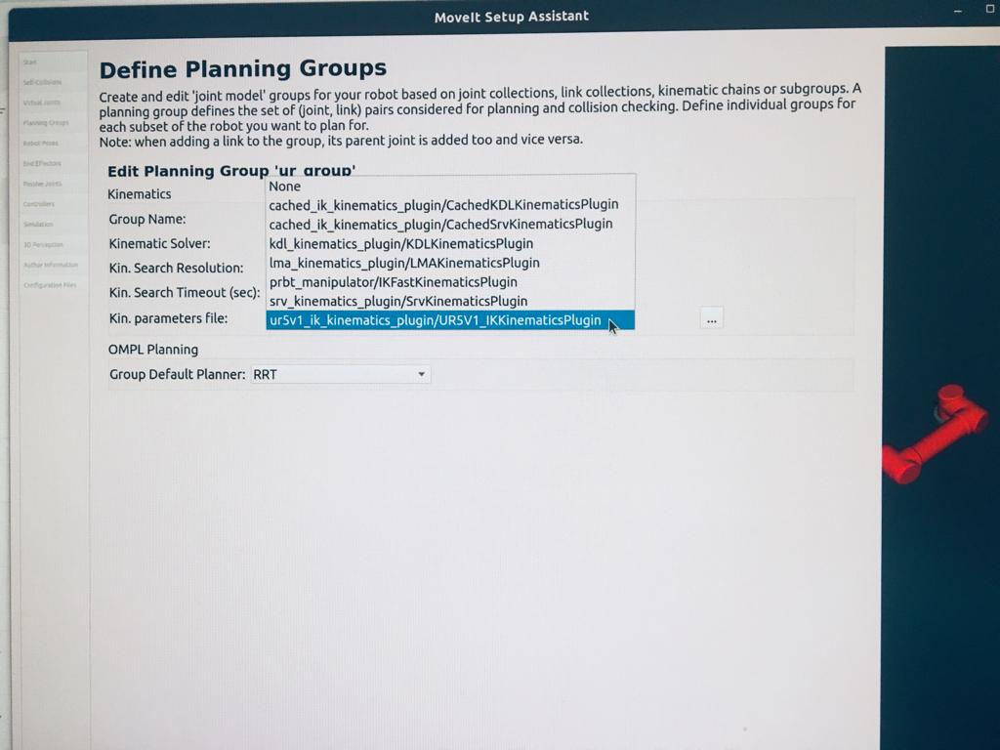 MoveIt Setup Assistant
Start
Self-Collisions
Virtual Joints
Planning Groups
Robot Poses
End Effectors
Passive Joints
Controllers
Simulation
3D Perception
Author Information
Configuration Files
Define Planning Groups
Create and edit 'joint model' groups for your robot based on joint collections, link collections, kinematic chains or subgroups. A
planning group defines the set of (joint, link) pairs considered for planning and collision checking. Define individual groups for
each subset of the robot you want to plan for.
Note: when adding a link to the group, its parent joint is added too and vice versa.
Edit Planning Group 'ur_group'
Kinematics
Group Name:
Kinematic Solver:
Kin. Search Resolution:
Kin. Search Timeout (sec):
Kin. parameters file:
None
cached_ik_kinematics_plugin/CachedKDLKinematicsPlugin
cached_ik_kinematics_plugin/CachedSrvKinematicsPlugin
kdl_kinematics_plugin/KDLKinematicsPlugin
lma_kinematics_plugin/LMAKinematicsPlugin
prbt_manipulator/IKFastKinematicsPlugin
srv_kinematics_plugin/SrvKinematicsPlugin
ur5v1_ik_kinematics_plugin/UR5V1_IKKinematicsPlugin
...
OMPL Planning
Group Default Planner: RRT